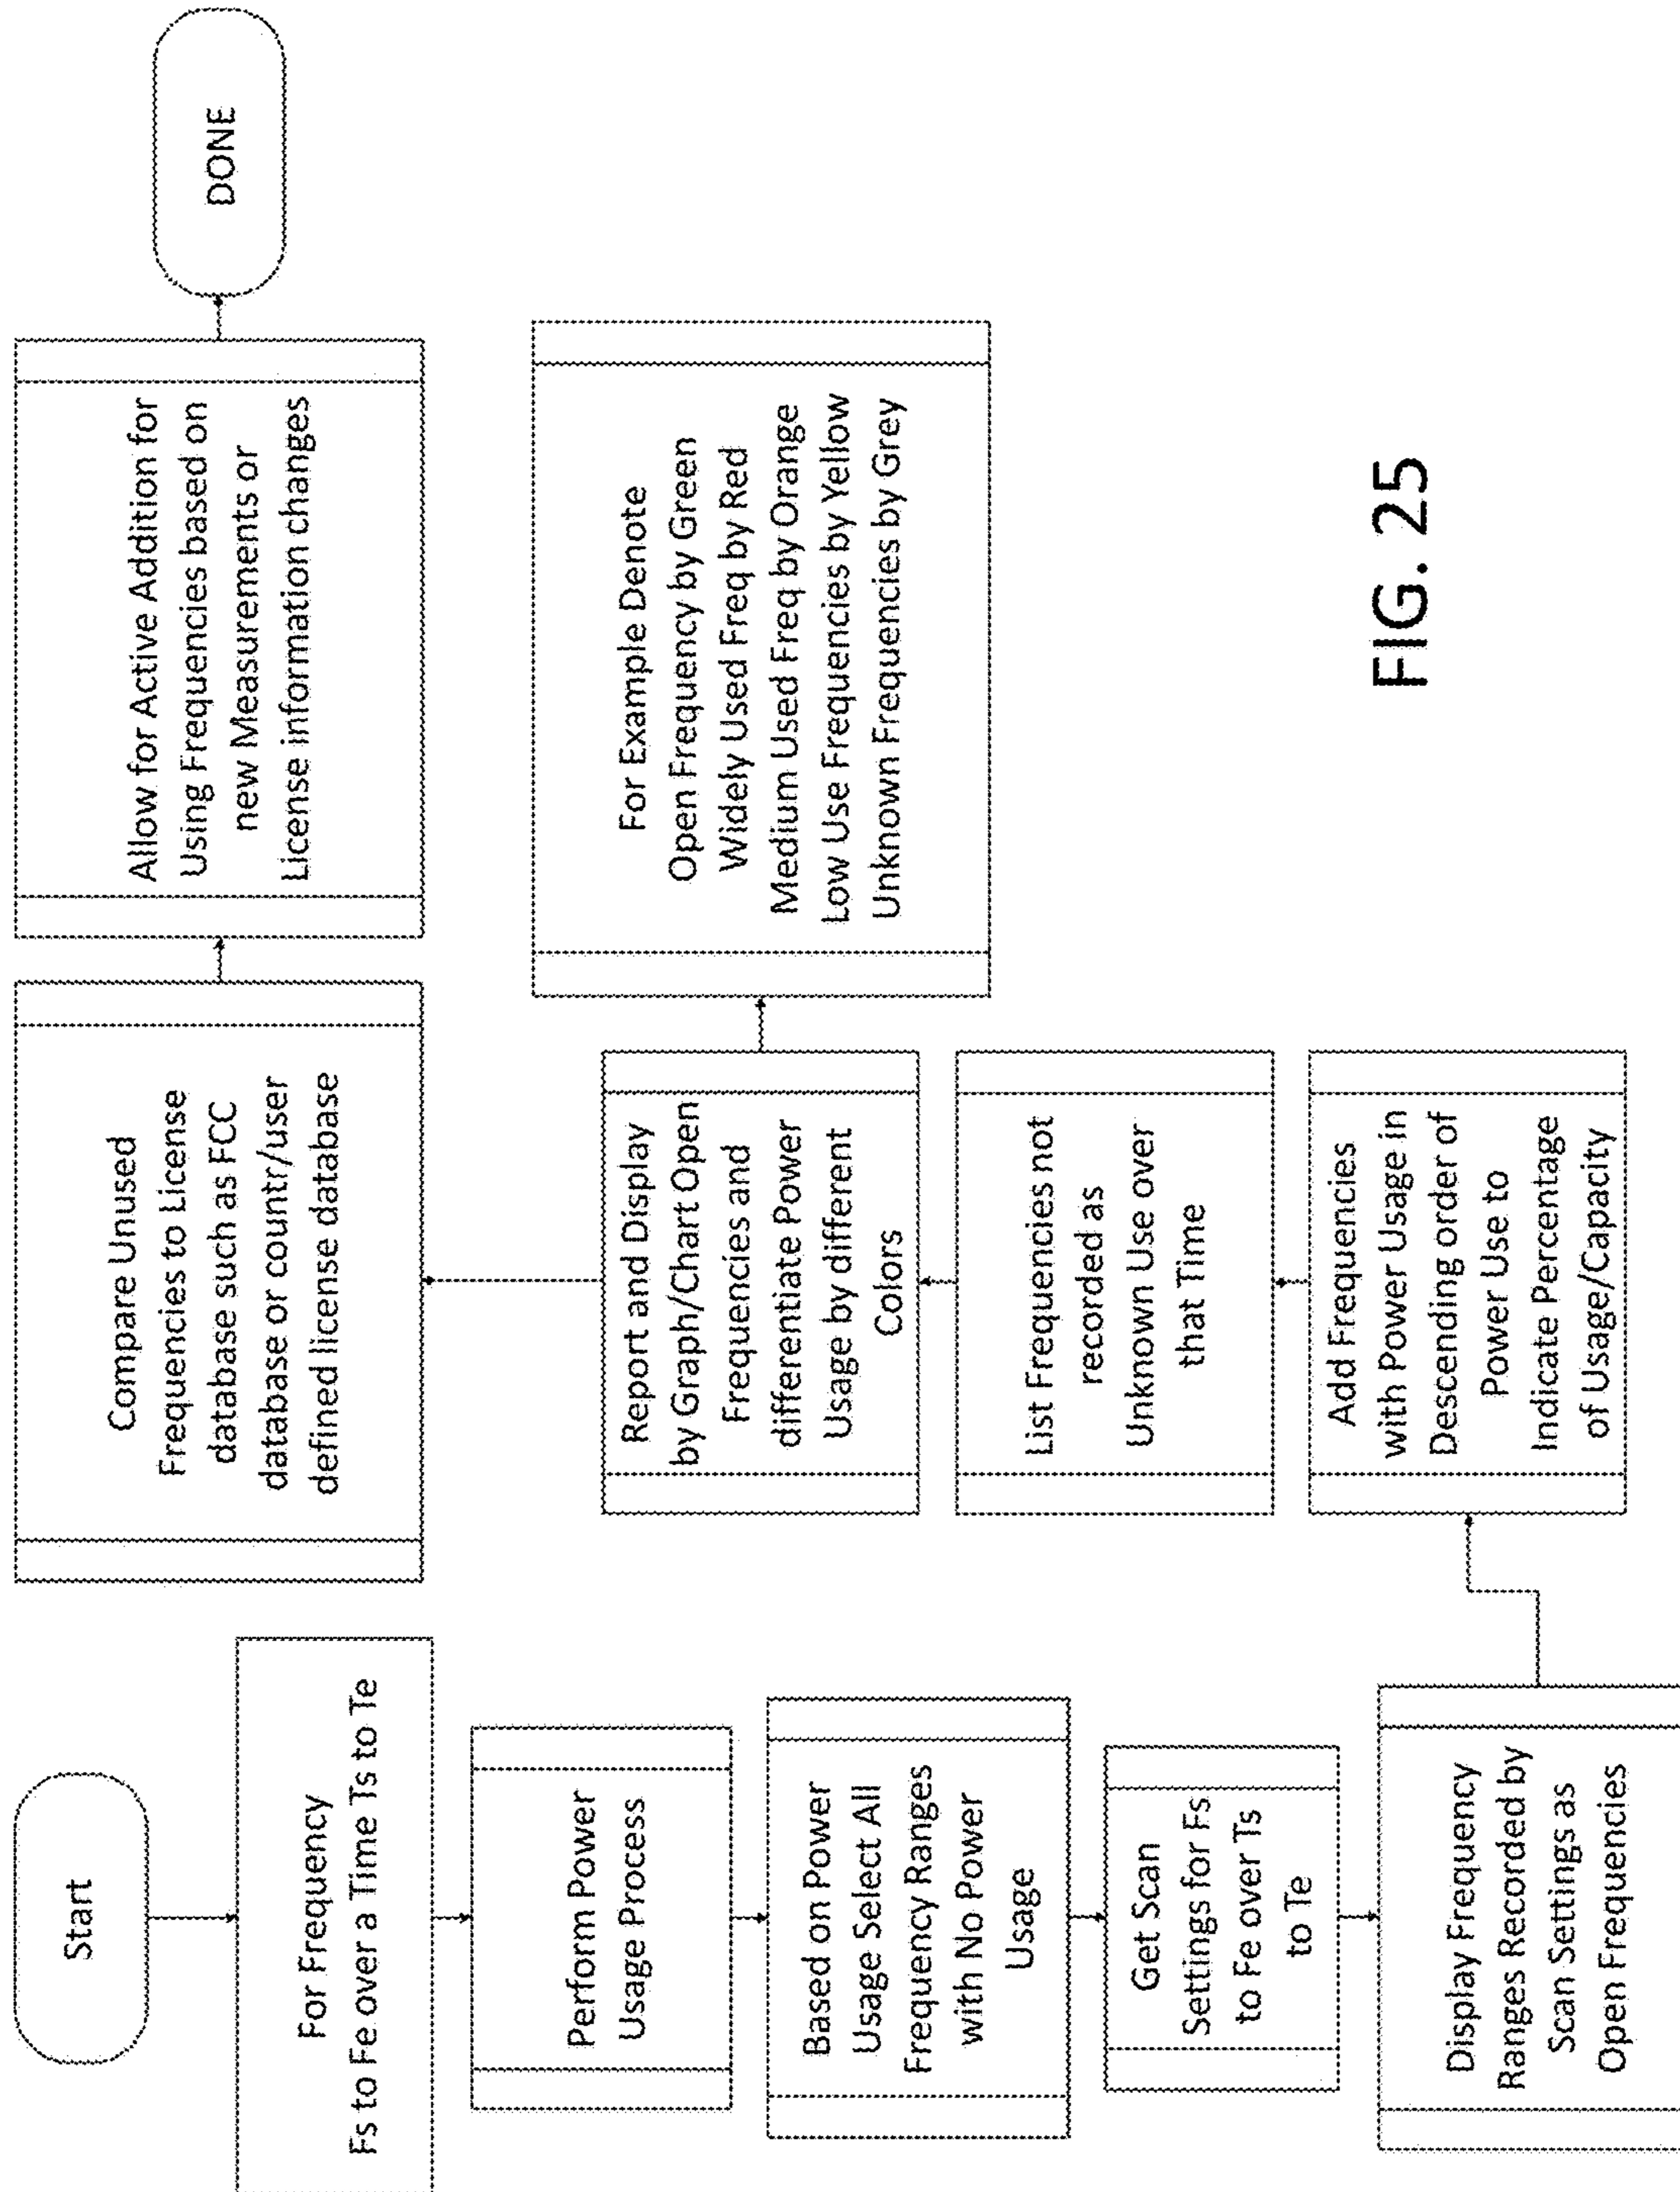 Start
For Frequency
Fs to Fe over a Time Ts to Te
Perform Power
Usage Process
Based on Power
Usage Select All
Frequency Ranges
with No Power
Usage
Get Scan
Settings for Fs
to Fe over Ts
to Te
Display Frequency
Ranges Recorded by
Scan Settings as
Open Frequencies
Add Frequencies
with Power Usage in
Descending order of
Power Use to
Indicate Percentage
of Usage/Capacity
List Frequencies not
recorded as
Unknown Use over
that Time
Report and Display
by Graph/Chart Open
Frequencies and
differentiate Power
Usage by different
Colors
For Example Denote
Open Frequency by Green
Widely Used Freq by Red
Medium Used Freq by Orange
Low Use Frequencies by Yellow
Unknown Frequencies by Grey
Compare Unused
Frequencies to License
database such as FCC
database or countr/user
defined license database
Allow for Active Addition for
Using Frequencies based on
new Measurements or
License information changes
DONE
FIG. 25